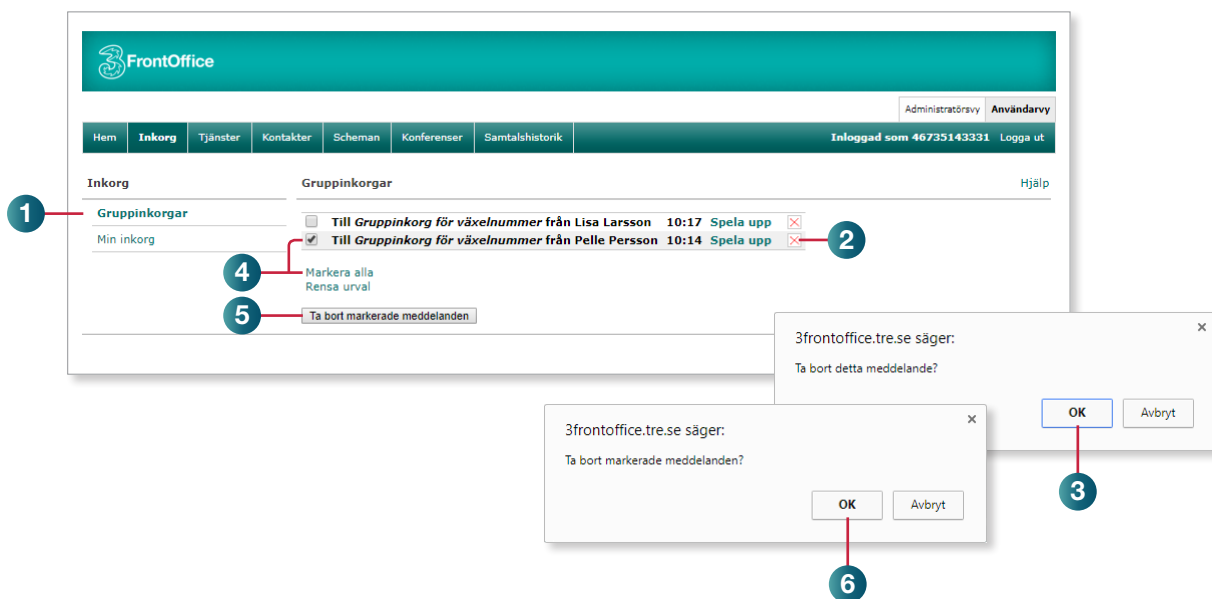 3 FrontOffice
Administratörsvy Användarvy
Hem Inkorg Tjänster Kontakter Scheman Konferenser Samtalshistorik Inloggad som 46735143331 Logga ut
Inkorg Gruppinkorgar Hjälp
1 Gruppinkorgar
Till Gruppinkorg för växelnummer från Lisa Larsson 10:17 Spela upp
Min inkorg
Till Gruppinkorg för växelnummer från Pelle Persson 10:14 Spela upp 2
4 Markera alla
Rensa urval
5 Ta bort markerade meddelanden
3frontoffice.tre.se säger:
Ta bort detta meddelande?
OK Avbryt
3
3frontoffice.tre.se säger:
Ta bort markerade meddelanden?
OK Avbryt
6